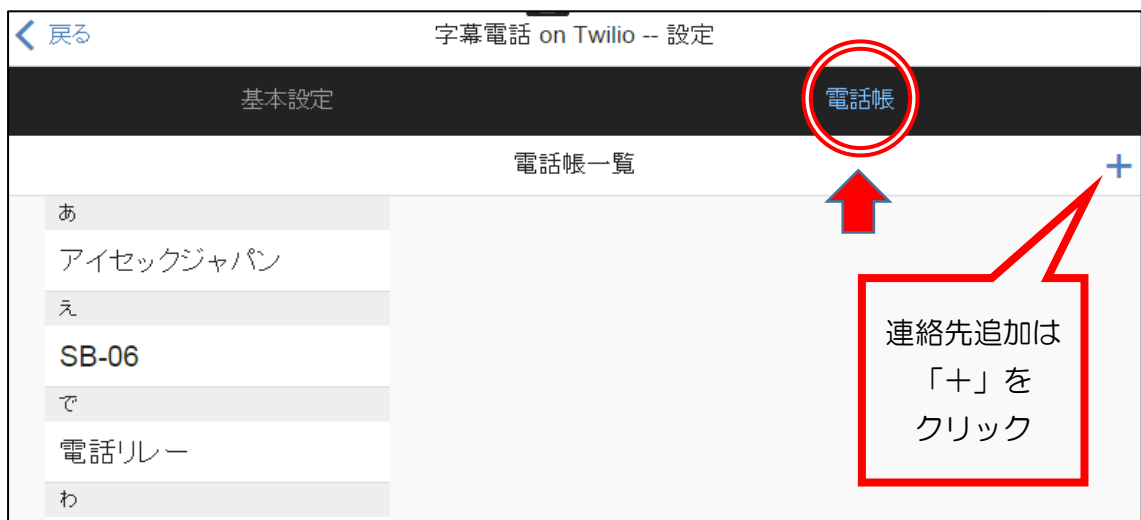 戻る
字幕電話 on Twilio -- 設定
基本設定
電話帳
電話帳一覧
+
あ
アイセックジャパン
え
SB-06
で
電話リレー
わ
連絡先追加は
「＋」を
クリック